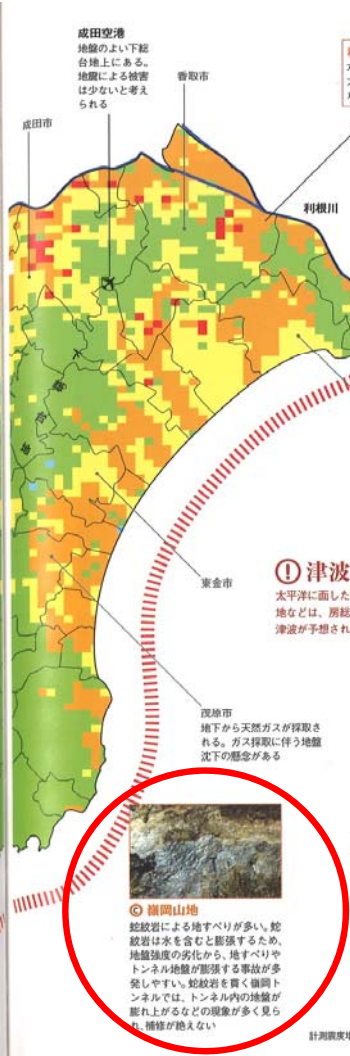 成田空港
地盤のよい下総
台地上にある。
地震による被害
は少ないと考え
られる
香取市
成田市
利根川
下
総
台
地
東金市
津波
太平洋に面した
地などは、房総
津波が予想され
茂原市
地下から天然ガスが採取さ
れる。ガス採取に伴う地盤
沈下の懸念がある
© 嶺岡山地
蛇紋岩による地すべりが多い。蛇
紋岩は水を含むと膨張するため、
地盤強度の劣化から、地すべりや
トンネル地盤が膨張する事故が多
発しやすい。蛇紋岩を貫く嶺岡ト
ンネルでは、トンネル内の地盤が
膨れ上がるなどの現象が多く見ら
れ、補修が絶えない
計測震度増